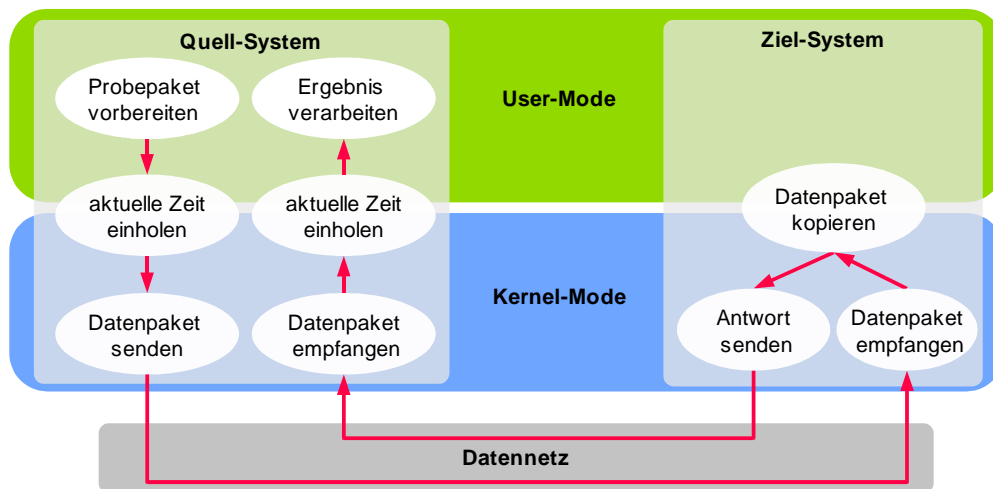 Quell-System
Ziel-System
Probepaket
vorbereiten
Ergebnis
verarbeiten
User-Mode
aktuelle Zeit
einholen
aktuelle Zeit
einholen
Datenpaket
kopieren
Kernel-Mode
Datenpaket
senden
Datenpaket
empfangen
Antwort
senden
Datenpaket
empfangen
Datennetz